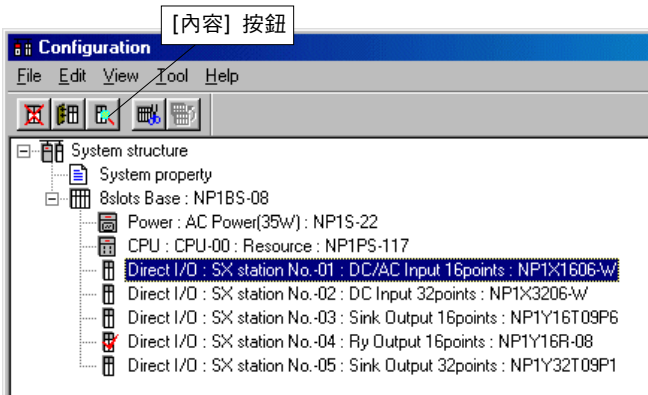 [內容] 按鈕
Configuration
File Edit View Tool Help
System structure
System property
8slots Base : NP1BS-08
Power : AC Power(35W) : NP1S-22
CPU : CPU-00 : Resource : NP1PS-117
Direct I/O : SX station No.-01 : DC/AC Input 16points : NP1X1606-W
Direct I/O : SX station No.-02 : DC Input 32points : NP1X3206-W
Direct I/O : SX station No.-03 : Sink Output 16points : NP1Y16T09P6
Direct I/O : SX station No.-04 : Ry Output 16points : NP1Y16R-08
Direct I/O : SX station No.-05 : Sink Output 32points : NP1Y32T09P1